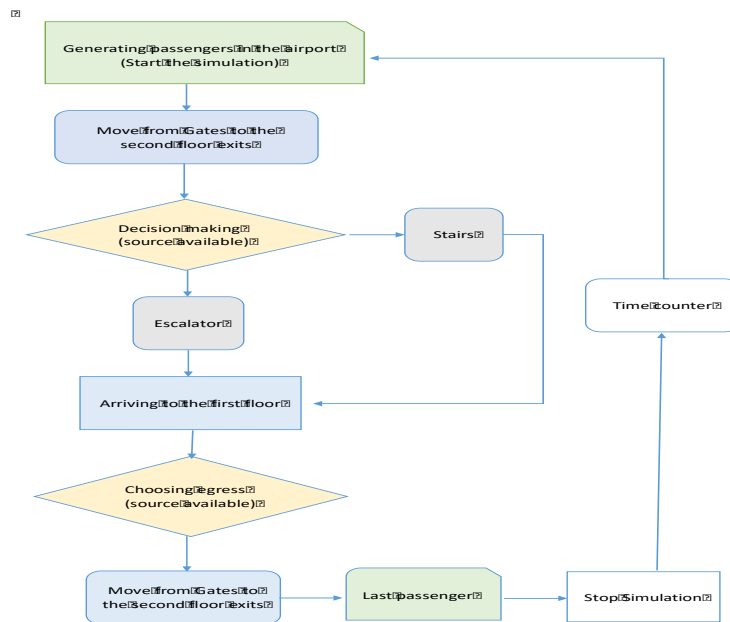 Generating passengers in the airport
(Start the simulation)
Move from Gates to the
second floor exits
Decision making
(source available)
Stairs
Escalator
Time counter
Arriving to the first floor
Choosing egress
(source available)
Move from Gates to
the second floor exits
Last passenger
Stop Simulation